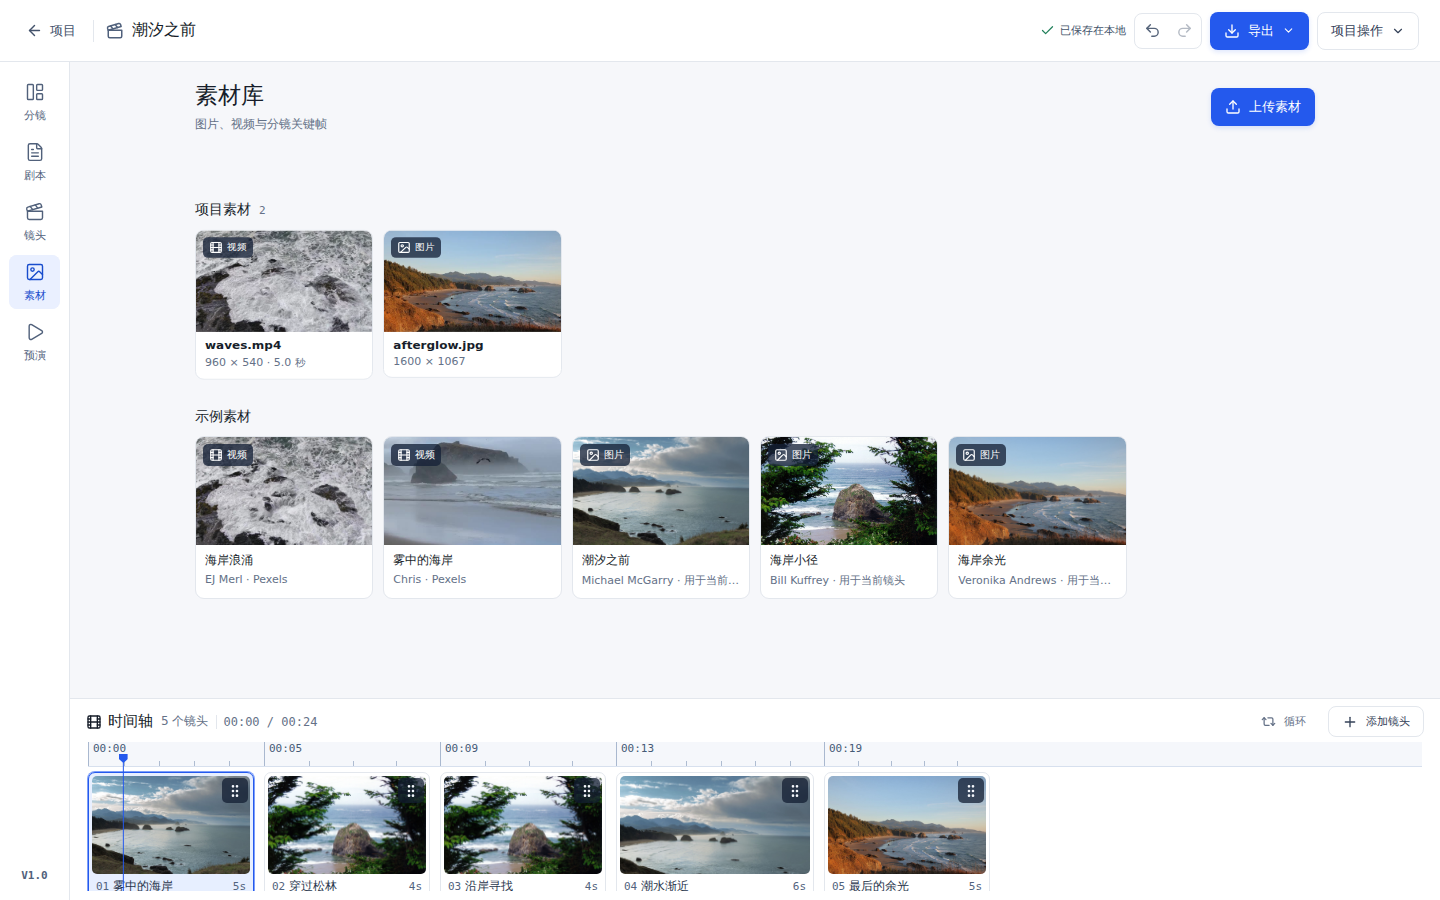 项目
潮汐之前
已保存在本地
导出
项目操作
分镜
剧本
镜头
素材
预演
V1.0
素材库
图片、视频与分镜关键帧
上传素材
项目素材 2
视频
waves.mp4
960 × 540 · 5.0 秒
图片
afterglow.jpg
1600 × 1067
示例素材
视频
海岸浪涌
EJ Merl · Pexels
视频
雾中的海岸
Chris · Pexels
图片
潮汐之前
Michael McGarry · 用于当前…
图片
海岸小径
Bill Kuffrey · 用于当前镜头
图片
海岸余光
Veronika Andrews · 用于当…
时间轴 5 个镜头 00:00 / 00:24
循环
添加镜头
00:00 00:05 00:09 00:13 00:19
01 雾中的海岸 5s
02 穿过松林 4s
03 沿岸寻找 4s
04 潮水渐近 6s
05 最后的余光 5s